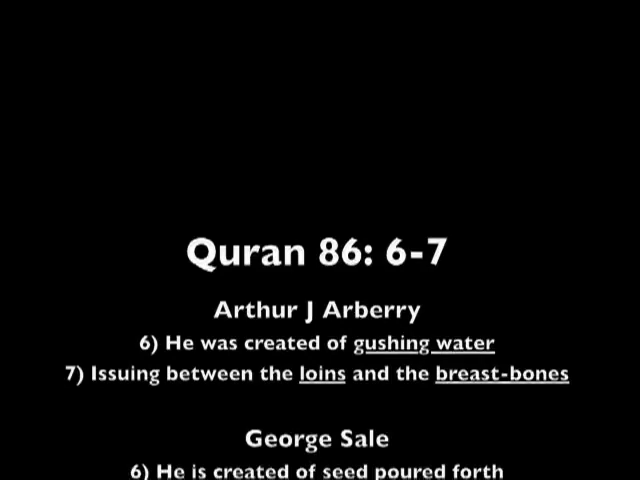 Quran 86: 6-7
Arthur J Arberry
6) He was created of gushing water
7) Issuing between the loins and the breast-bones
George Sale
6) He is created of seed poured forth